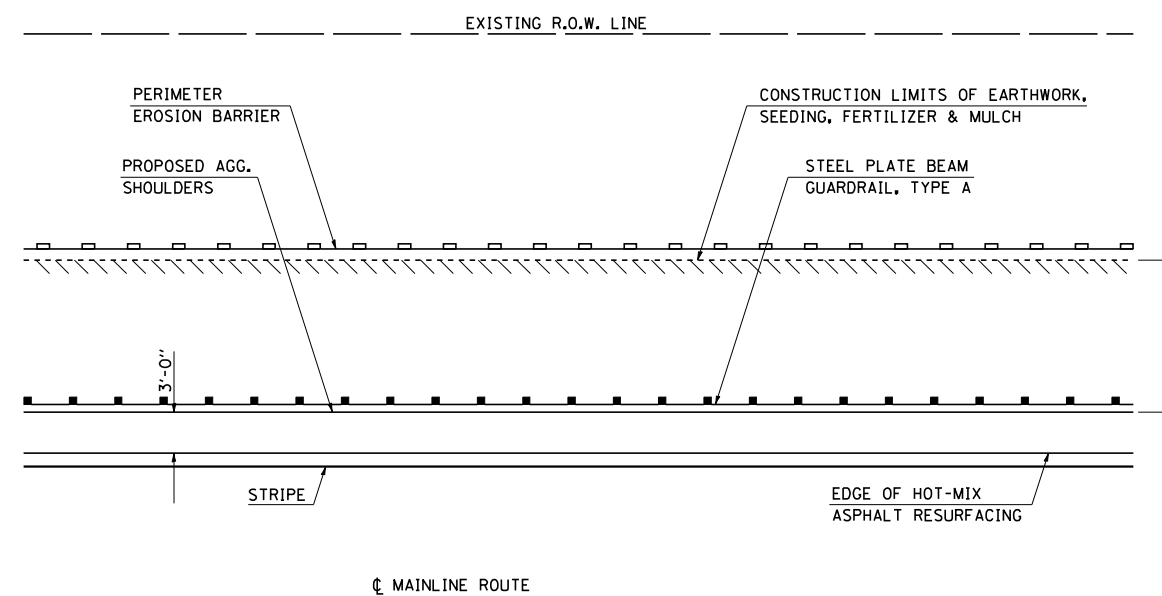 EXISTING R.O.W. LINE
PERIMETER
EROSION BARRIER
CONSTRUCTION LIMITS OF EARTHWORK,
SEEDING, FERTILIZER & MULCH
PROPOSED AGG.
SHOULDERS
STEEL PLATE BEAM
GUARDRAIL, TYPE A
3'-0"
STRIPE
EDGE OF HOT-MIX
ASPHALT RESURFACING
℄ MAINLINE ROUTE